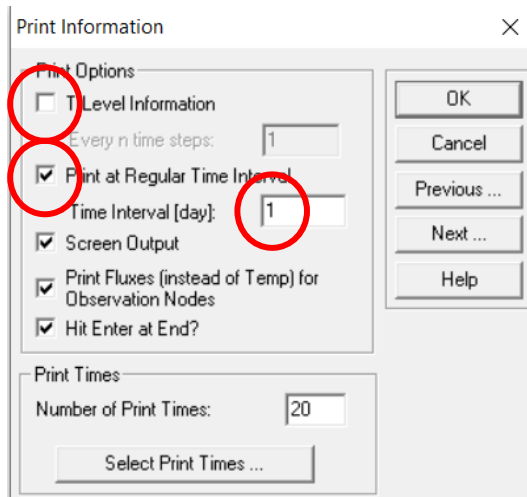 Print Information
Print Options
T Level Information
Every n time steps: 1
Print at Regular Time Interval
Time Interval [day]: 1
Screen Output
Print Fluxes (instead of Temp) for
Observation Nodes
Hit Enter at End?
OK
Cancel
Previous ...
Next ...
Help
Print Times
Number of Print Times: 20
Select Print Times ...